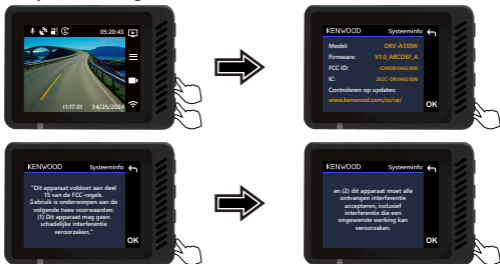 05:20:43
11:17:01 34/25/2024
KENWOOD Systeeminfo
Model: DRV-A510W
Firmware: V1.0_ABCDEF_A
FCC ID:
IC:
Controleren op updates:
www.kenwood.com/cs/ce/
OK
KENWOOD Systeeminfo
"Dit apparaat voldoet aan deel
15 van de FCC-regels.
Gebruik is onderworpen aan de
volgende twee voorwaarden:
(1) Dit apparaat mag geen
schadelijke interferentie
veroorzaken,"
OK
KENWOOD Systeeminfo
en (2) dit apparaat moet alle
ontvangen interferentie
accepteren, inclusief
interferentie die een
ongewenste werking kan
veroorzaken.
OK